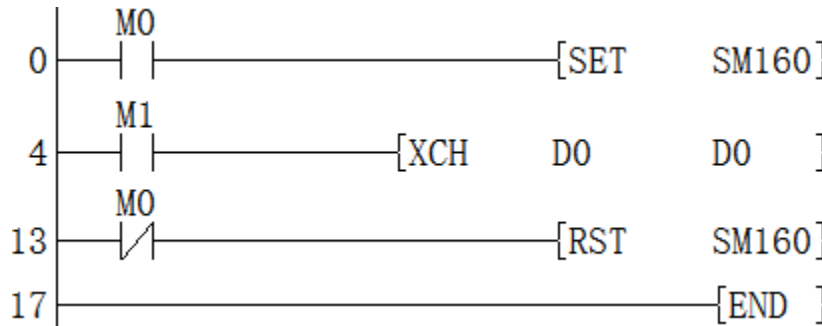 M0
0 [SET SM160]
M1
4 [XCH D0 D0 ]
M0
13 [RST SM160]
17 [END ]